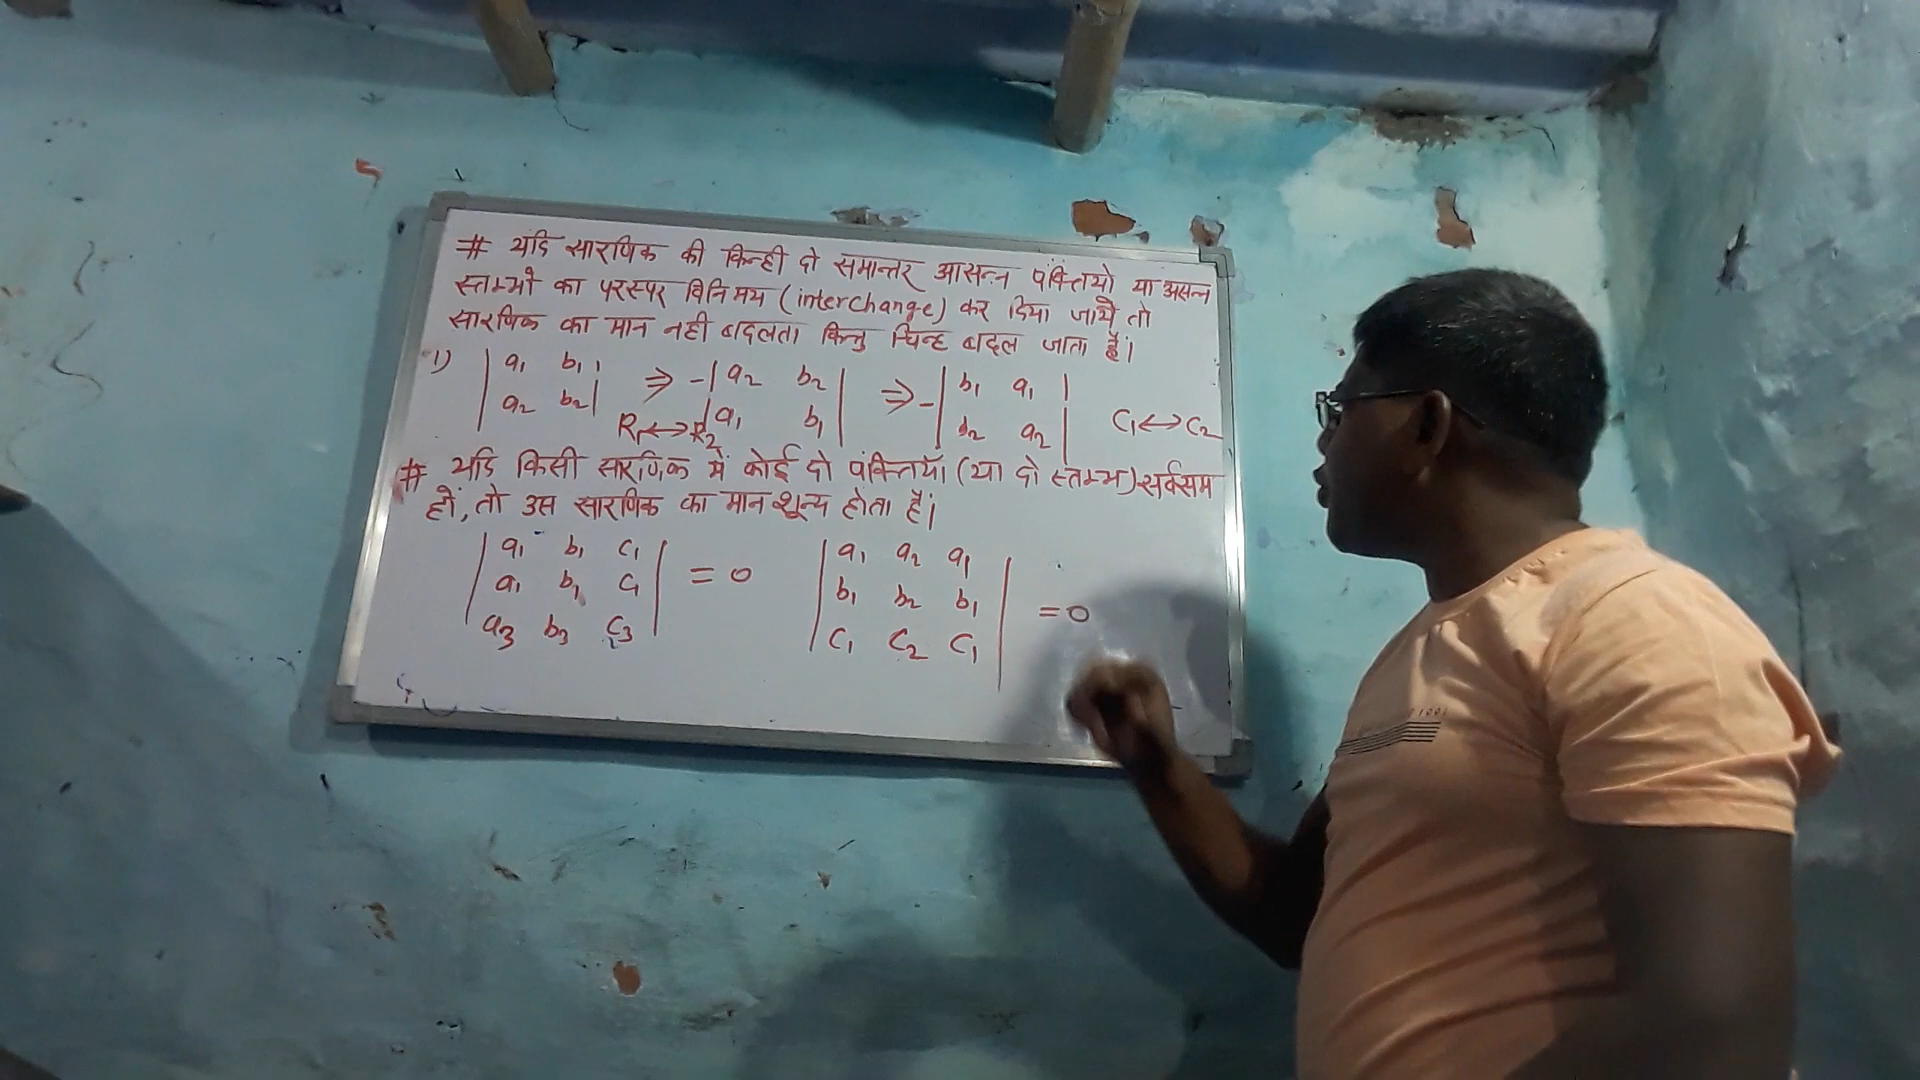 # यदि सारणिक की किन्ही दो समान्तर आसन्न पंक्तियो या असन्न
स्तम्भों का परस्पर विनिमय (interchange) कर दिया जाये तो
सारणिक का मान नही बदलता किन्तु चिन्ह बदल जाता है।
1) | a₁ b₁ | ⇒ -| a₂ b₂ | ⇒ -| b₁ a₁ |
| a₂ b₂ | R₁↔R₂ | a₁ b₁ | | b₂ a₂ | C₁↔C₂
# यदि किसी सारणिक में कोई दो पंक्तियाँ (या दो स्तम्भ) सर्वसम
हों, तो उस सारणिक का मान शून्य होता है।
| a₁ b₁ c₁ | | a₁ a₂ a₁ |
| a₁ b₁ c₁ | = 0 | b₁ b₂ b₁ | = 0
| a₃ b₃ c₃ | | c₁ c₂ c₁ |